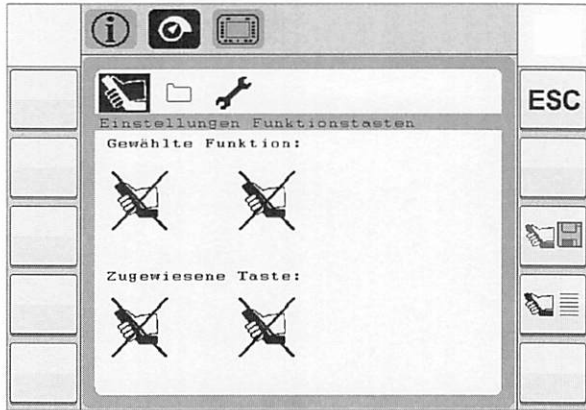 ESC
Einstellungen Funktionstasten
Gewählte Funktion:
Zugewiesene Taste: